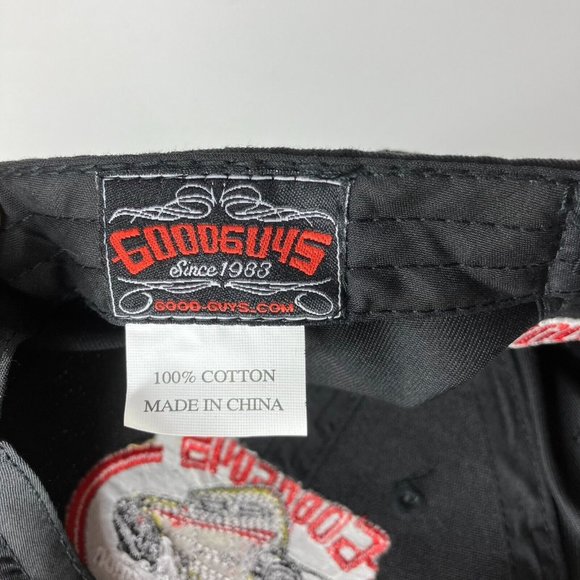 GOODGUYS
Since 1983
GOOD-GUYS.COM
100% COTTON
MADE IN CHINA